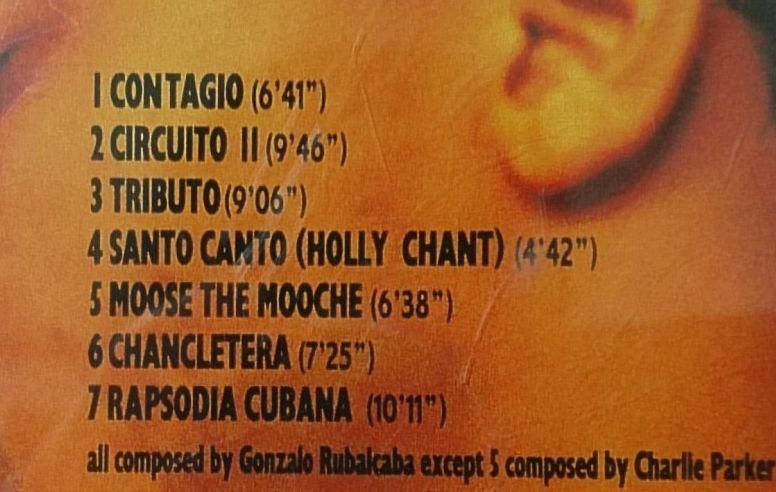 1 CONTAGIO (6'41")
2 CIRCUITO II (9'46")
3 TRIBUTO (9'06")
4 SANTO CANTO (HOLLY CHANT) (4'42")
5 MOOSE THE MOOCHE (6'38")
6 CHANCLETERA (7'25")
7 RAPSODIA CUBANA (10'11")
all composed by Gonzalo Rubalcaba except 5 composed by Charlie Parker